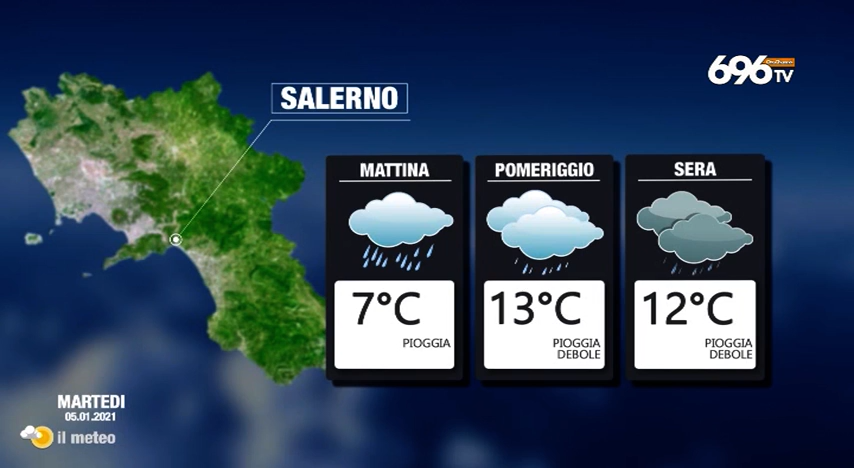 696
TV
SALERNO
MATTINA
7°C
PIOGGIA
POMERIGGIO
13°C
PIOGGIA
DEBOLE
SERA
12°C
PIOGGIA
DEBOLE
MARTEDI
05.01.2021
il meteo